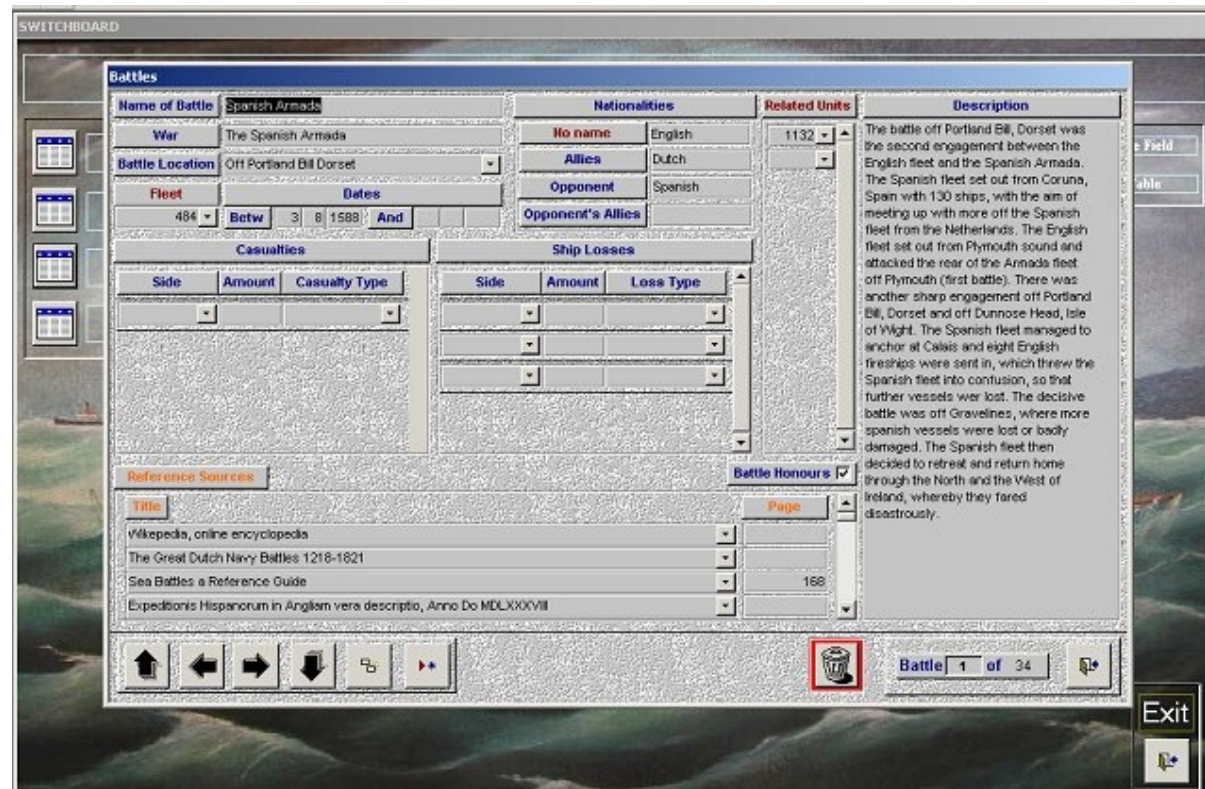 SWITCHBOARD
Battles
Name of Battle Spanish Armada
War The Spanish Armada
Battle Location Off Portland Bill Dorset
Fleet Dates
484 Betw 3 8 1588 And
Nationalities
No name English
Allies Dutch
Opponent Spanish
Opponent's Allies
Related Units
1132
Casualties
Side Amount Casualty Type
Ship Losses
Side Amount Loss Type
Description
The battle off Portland Bill, Dorset was
the second engagement between the
English fleet and the Spanish Armada.
The Spanish fleet set out from Coruna,
Spain with 130 ships, with the aim of
meeting up with more off the Spanish
fleet from the Netherlands. The English
fleet set out from Plymouth sound and
attacked the rear of the Armada fleet
off Plymouth (first battle). There was
another sharp engagement off Portland
Bill, Dorset and off Dunnose Head, Isle
of Wight. The Spanish fleet managed to
anchor at Calais and eight English
fireships were sent in, which threw the
Spanish fleet into confusion, so that
further vessels wer lost. The decisive
battle was off Gravelines, where more
spanish vessels were lost or badly
damaged. The Spanish fleet then
decided to retreat and return home
through the North and the West of
Ireland, whereby they fared
disastrously.
Battle Honours
Reference Sources
Title Page
Wikepedia, online encyclopedia
The Great Dutch Navy Battles 1218-1821
Sea Battles a Reference Guide 168
Expeditionis Hispanorum in Angliam vera descriptio, Anno Do MDLXXXVIII
Battle 1 of 34
Field
Exit